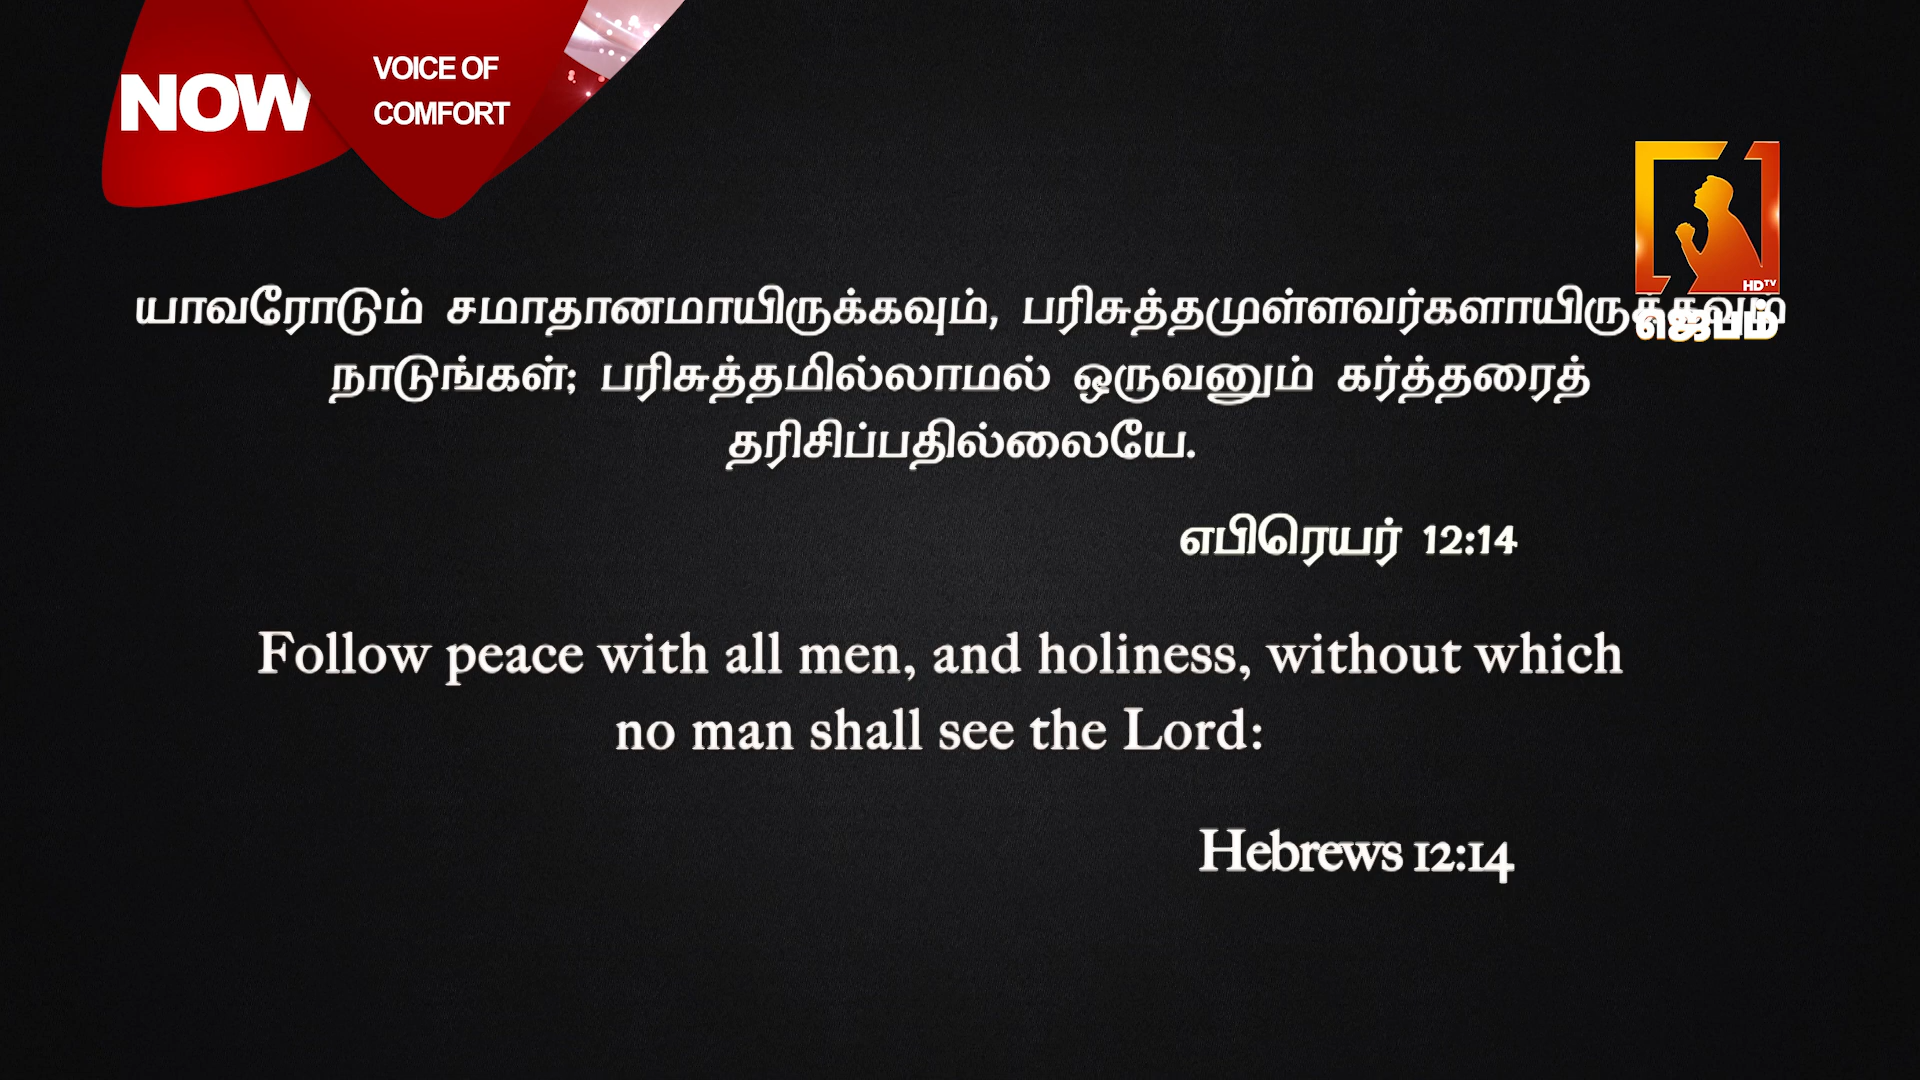 NOW
VOICE OF
COMFORT
HDTV
ஜெபம்
யாவரோடும் சமாதானமாயிருக்கவும், பரிசுத்தமுள்ளவர்களாயிருக்கவும்
நாடுங்கள்; பரிசுத்தமில்லாமல் ஒருவனும் கர்த்தரைத்
தரிசிப்பதில்லையே.
எபிரெயர் 12:14
Follow peace with all men, and holiness, without which
no man shall see the Lord:
Hebrews 12:14